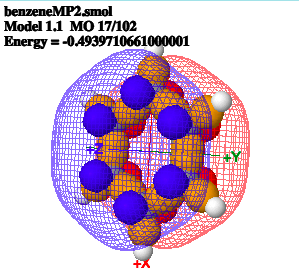 benzeneMP2.smol
Model 1.1 MO 17/102
Energy = -0.4939710661000001
+Z
+Y
+X